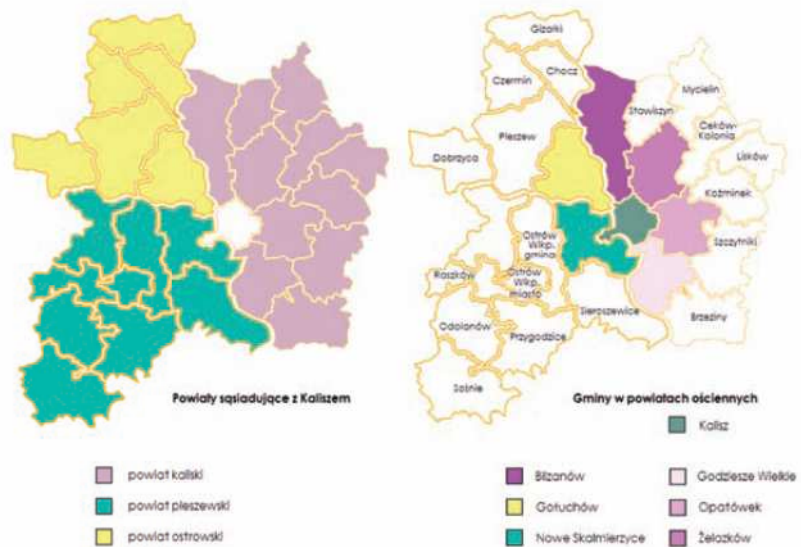 Gizałki
Chocz
Czermin
Mycielin
Stawiszyn
Pleszew
Ceków-
Kolonia
Dobrzyca
Lisków
Koźminek
Szczytniki
Ostrów
Wlkp.
gmina
Raszków
Ostrów
Wlkp.
miasto
Sieroszewice
Brzeziny
Odolanów
Przygodzice
Sośnie
Powiaty sąsiadujące z Kaliszem
Gminy w powiatach ościennych
Kalisz
powiat kaliski
powiat pleszewski
powiat ostrowski
Blizanów
Gołuchów
Nowe Skalmierzyce
Godziesze Wielkie
Opatówek
Żelazków